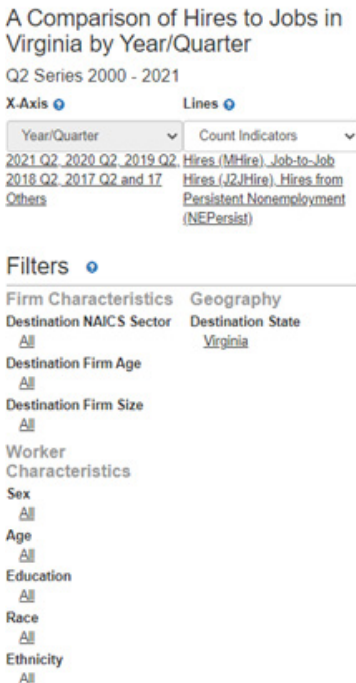 A Comparison of Hires to Jobs in
Virginia by Year/Quarter
Q2 Series 2000 - 2021
X-Axis
Year/Quarter
2021 Q2, 2020 Q2, 2019 Q2,
2018 Q2, 2017 Q2 and 17
Others
Lines
Count Indicators
Hires (MHire), Job-to-Job
Hires (J2JHire), Hires from
Persistent Nonemployment
(NEPersist)
Filters
Firm Characteristics
Destination NAICS Sector
All
Destination Firm Age
All
Destination Firm Size
All
Worker
Characteristics
Sex
All
Age
All
Education
All
Race
All
Ethnicity
All
Geography
Destination State
Virginia